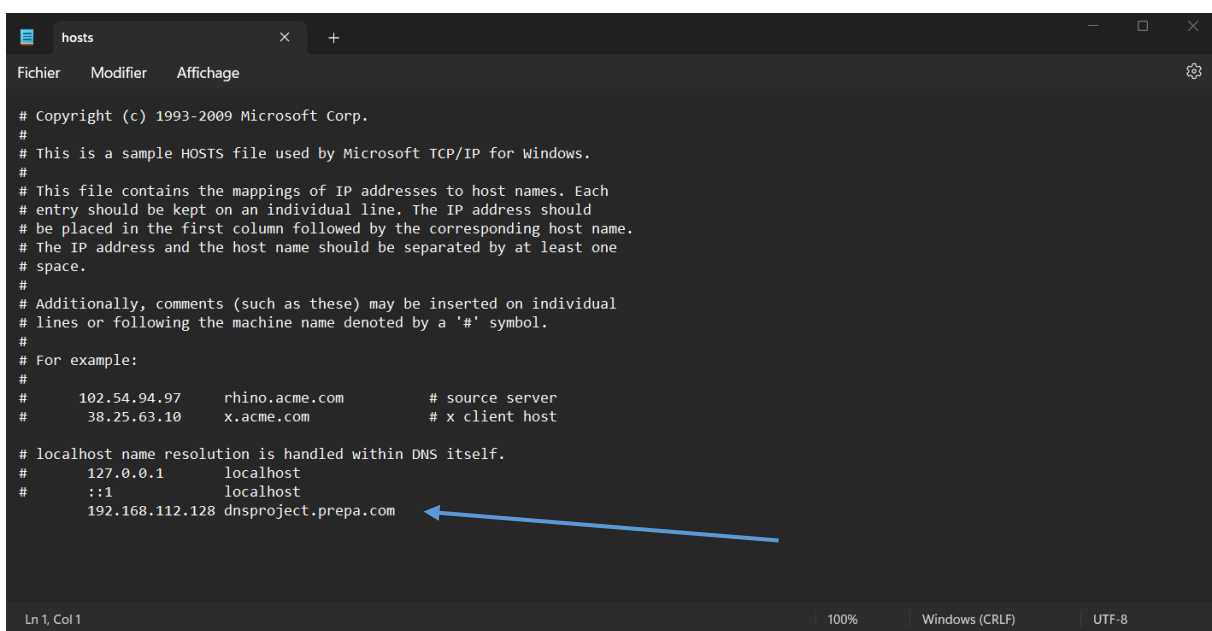 hosts
Fichier Modifier Affichage
# Copyright (c) 1993-2009 Microsoft Corp.
#
# This is a sample HOSTS file used by Microsoft TCP/IP for Windows.
#
# This file contains the mappings of IP addresses to host names. Each
# entry should be kept on an individual line. The IP address should
# be placed in the first column followed by the corresponding host name.
# The IP address and the host name should be separated by at least one
# space.
#
# Additionally, comments (such as these) may be inserted on individual
# lines or following the machine name denoted by a '#' symbol.
#
# For example:
#
#      102.54.94.97     rhino.acme.com          # source server
#       38.25.63.10     x.acme.com              # x client host
# localhost name resolution is handled within DNS itself.
#       127.0.0.1       localhost
#       ::1             localhost
        192.168.112.128 dnsproject.prepa.com
Ln 1, Col 1 100% Windows (CRLF) UTF-8